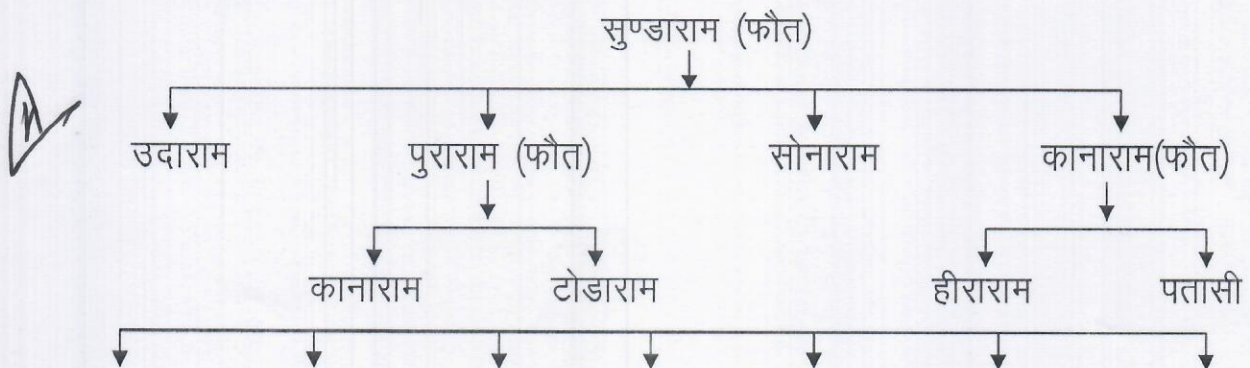 सुण्डाराम (फौत)
उदाराम पुराराम (फौत) सोनाराम कानाराम(फौत)
कानाराम टोडाराम हीराराम पतासी